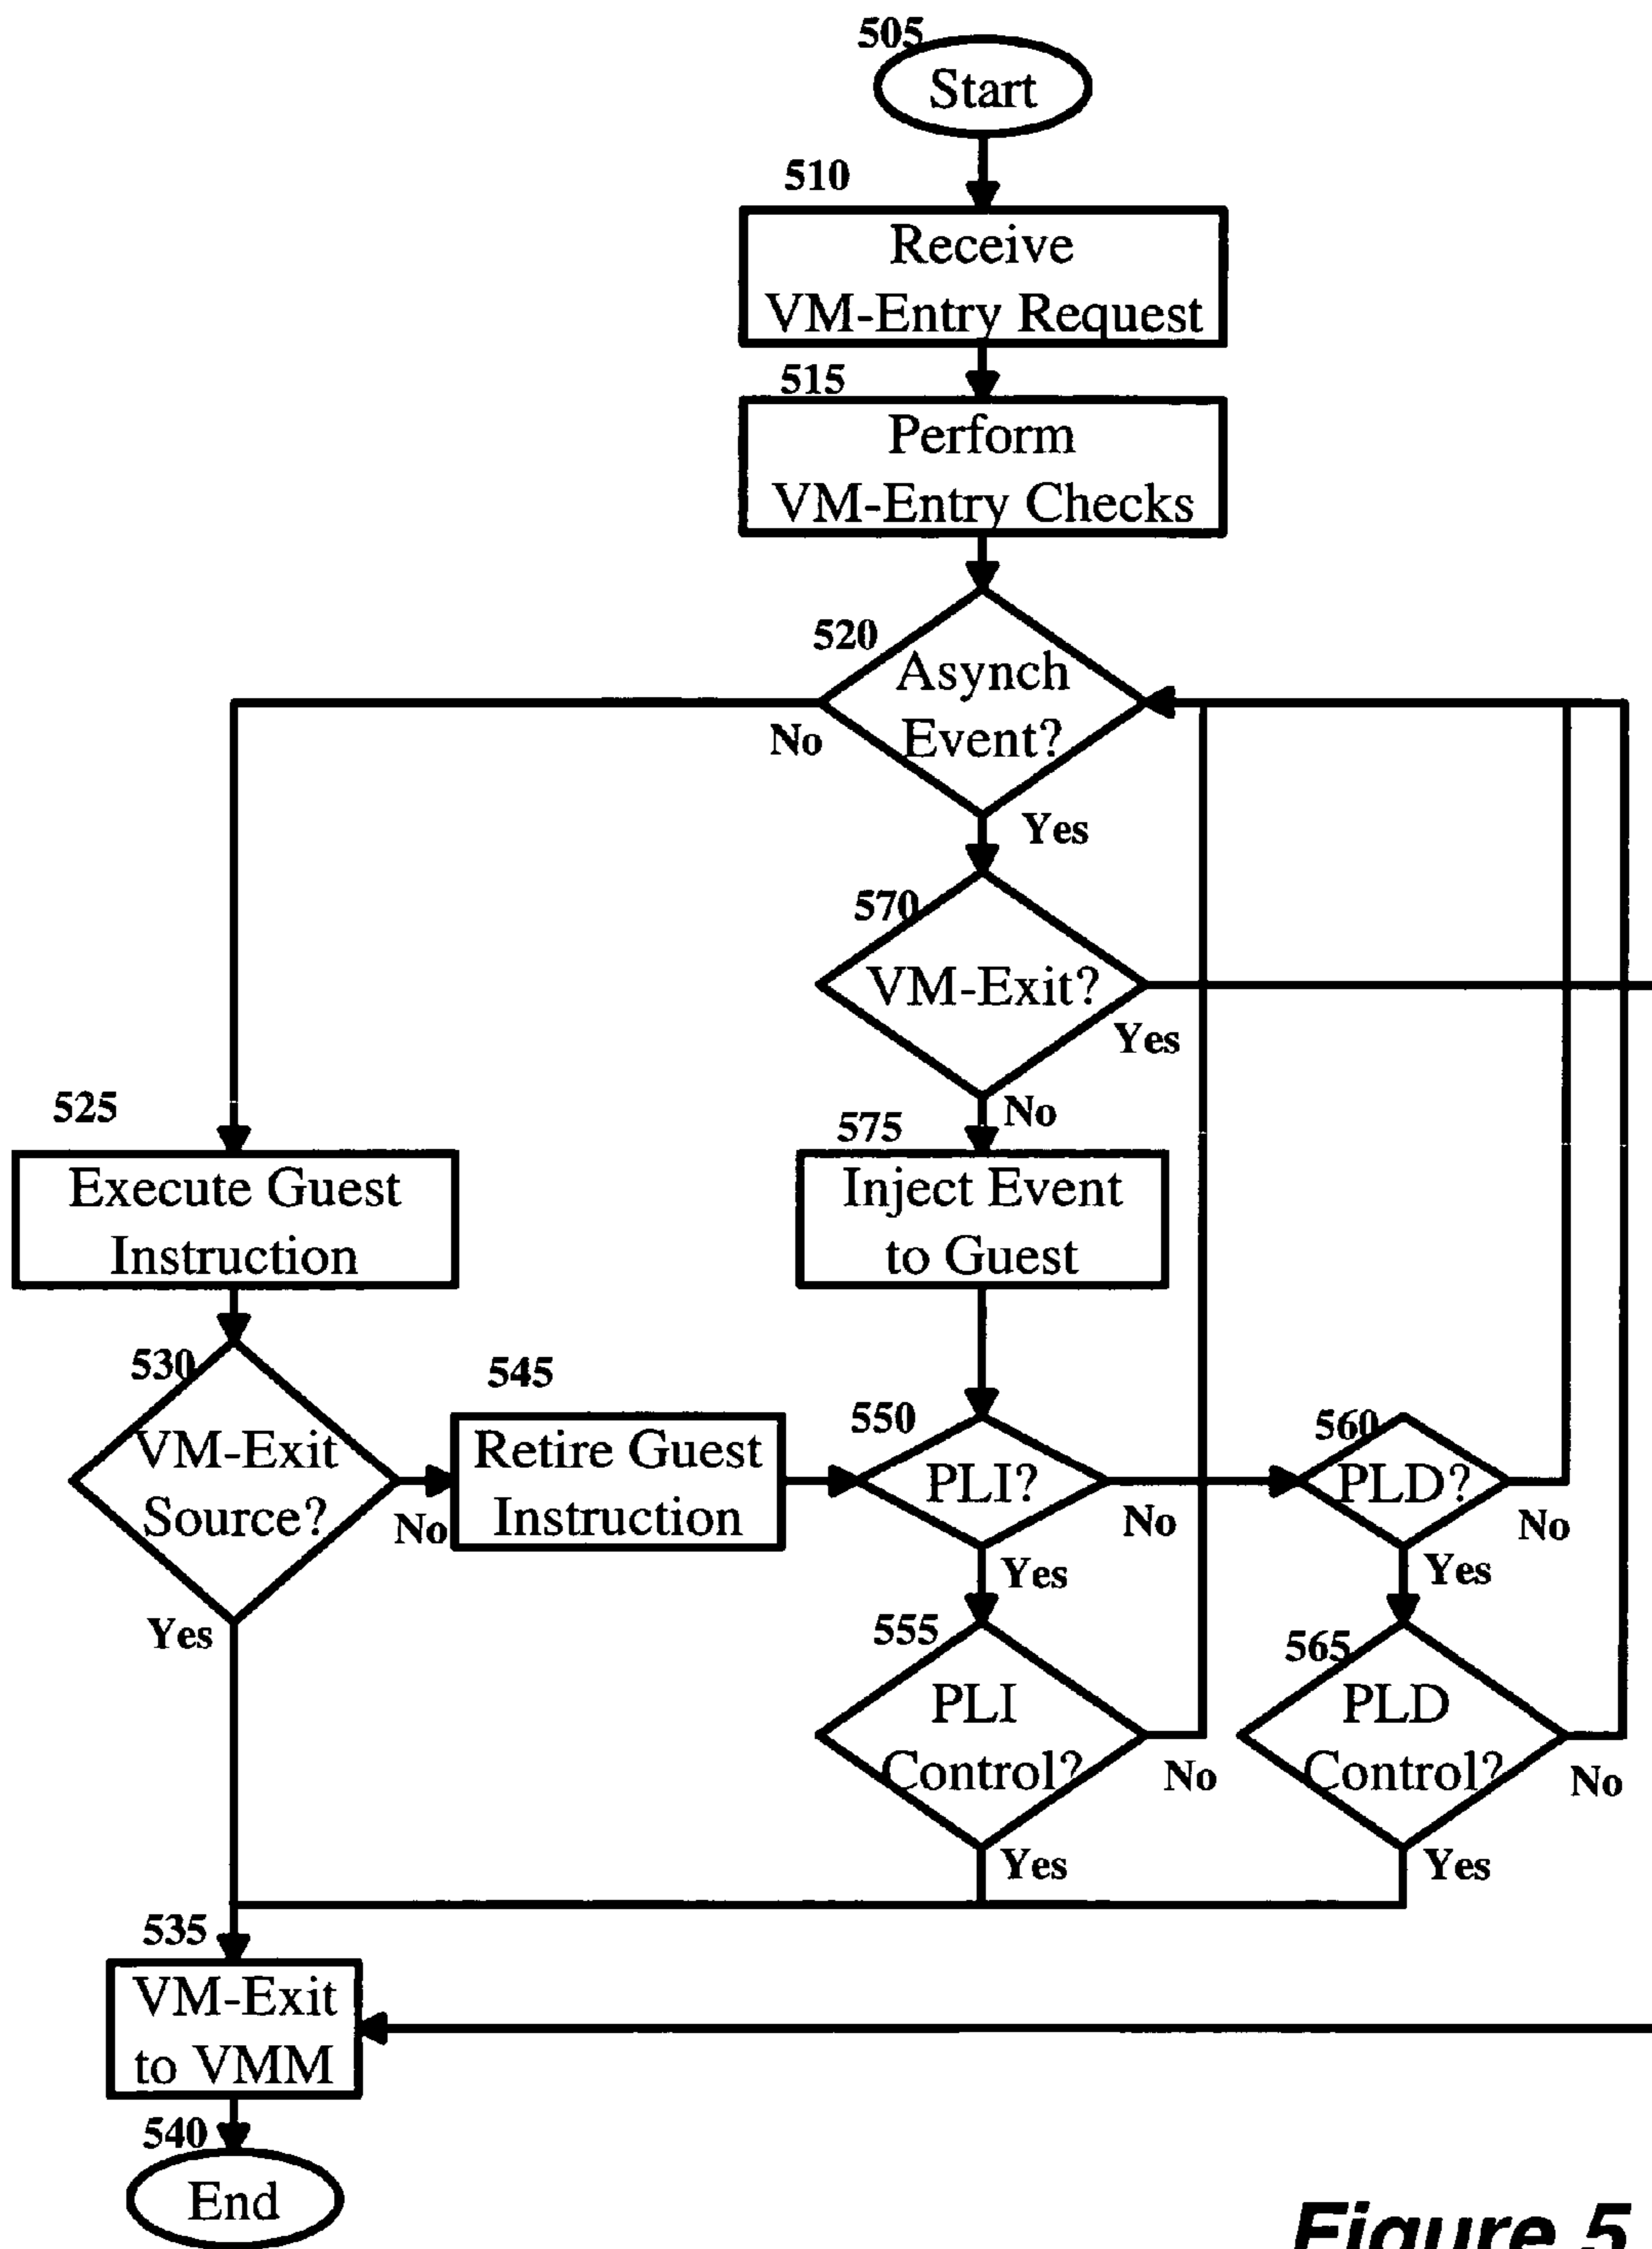 505
Start
510
Receive
VM-Entry Request
515
Perform
VM-Entry Checks
520
Asynch
Event?
No
Yes
570
VM-Exit?
Yes
No
525
Execute Guest
Instruction
575
Inject Event
to Guest
530
VM-Exit
Source?
No
Yes
545
Retire Guest
Instruction
550
PLI?
No
Yes
560
PLD?
No
Yes
555
PLI
Control?
No
Yes
565
PLD
Control?
No
Yes
535
VM-Exit
to VMM
540
End
Figure 5